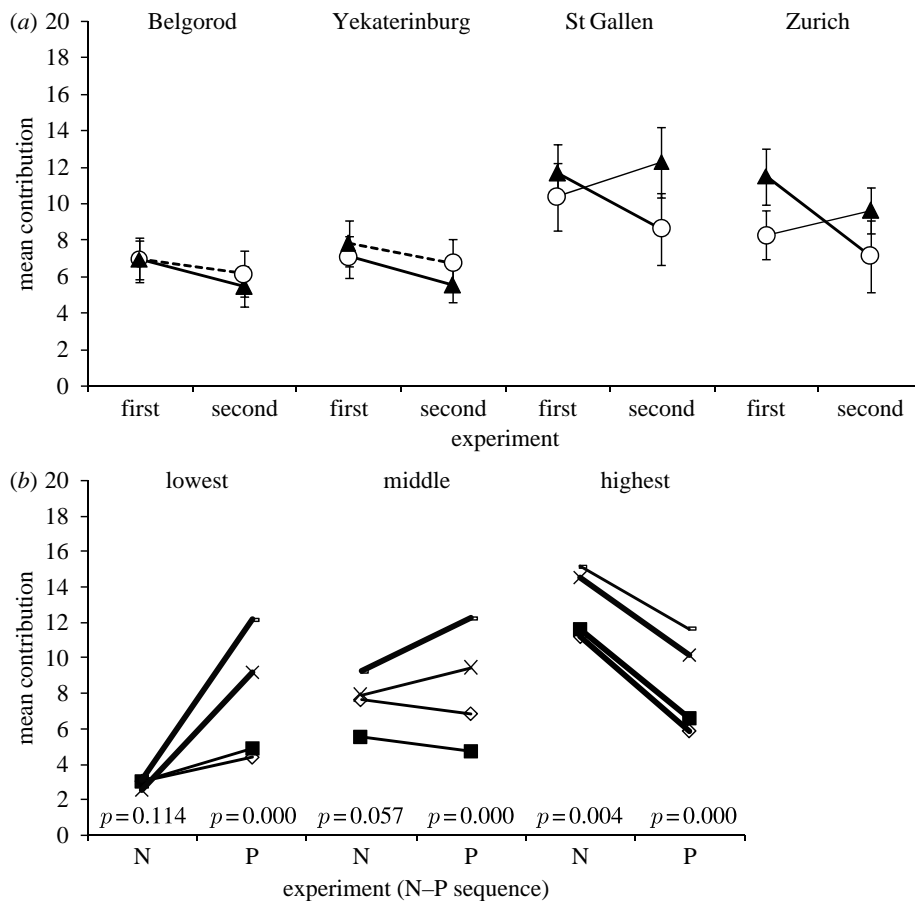 (a) 20
Belgorod Yekaterinburg St Gallen Zurich
18
16
14
12
10
8
6
4
2
0
mean contribution
first second first second first second first second
experiment
(b) 20
lowest middle highest
18
16
14
12
10
8
6
4
2
0
mean contribution
p=0.114 p=0.000 p=0.057 p=0.000 p=0.004 p=0.000
N P N P N P
experiment (N–P sequence)